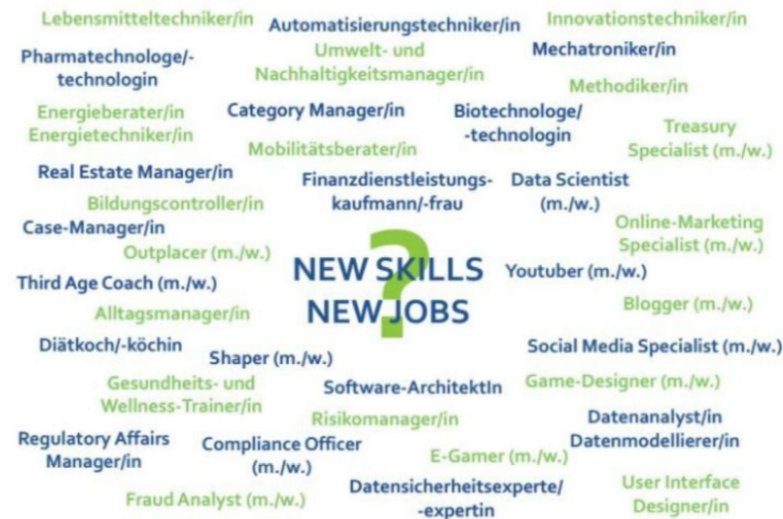 Lebensmitteltechniker/in
Automatisierungstechniker/in
Innovationstechniker/in
Pharmatechnologe/-
technologin
Umwelt- und
Nachhaltigkeitsmanager/in
Mechatroniker/in
Methodiker/in
Energieberater/in
Energietechniker/in
Category Manager/in
Biotechnologe/
-technologin
Treasury
Specialist (m./w.)
Mobilitätsberater/in
Real Estate Manager/in
Finanzdienstleistungs-
kaufmann/-frau
Data Scientist
(m./w.)
Bildungscontroller/in
Case-Manager/in
Online-Marketing
Specialist (m./w.)
Outplacer (m./w.)
?
NEW SKILLS
NEW JOBS
Youtuber (m./w.)
Third Age Coach (m./w.)
Blogger (m./w.)
Alltagsmanager/in
Diätkoch/-köchin
Shaper (m./w.)
Social Media Specialist (m./w.)
Gesundheits- und
Wellness-Trainer/in
Software-ArchitektIn
Game-Designer (m./w.)
Risikomanager/in
Datenanalyst/in
Datenmodellierer/in
Regulatory Affairs
Manager/in
Compliance Officer
(m./w.)
E-Gamer (m./w.)
Fraud Analyst (m./w.)
Datensicherheitsexperte/
-expertin
User Interface
Designer/in